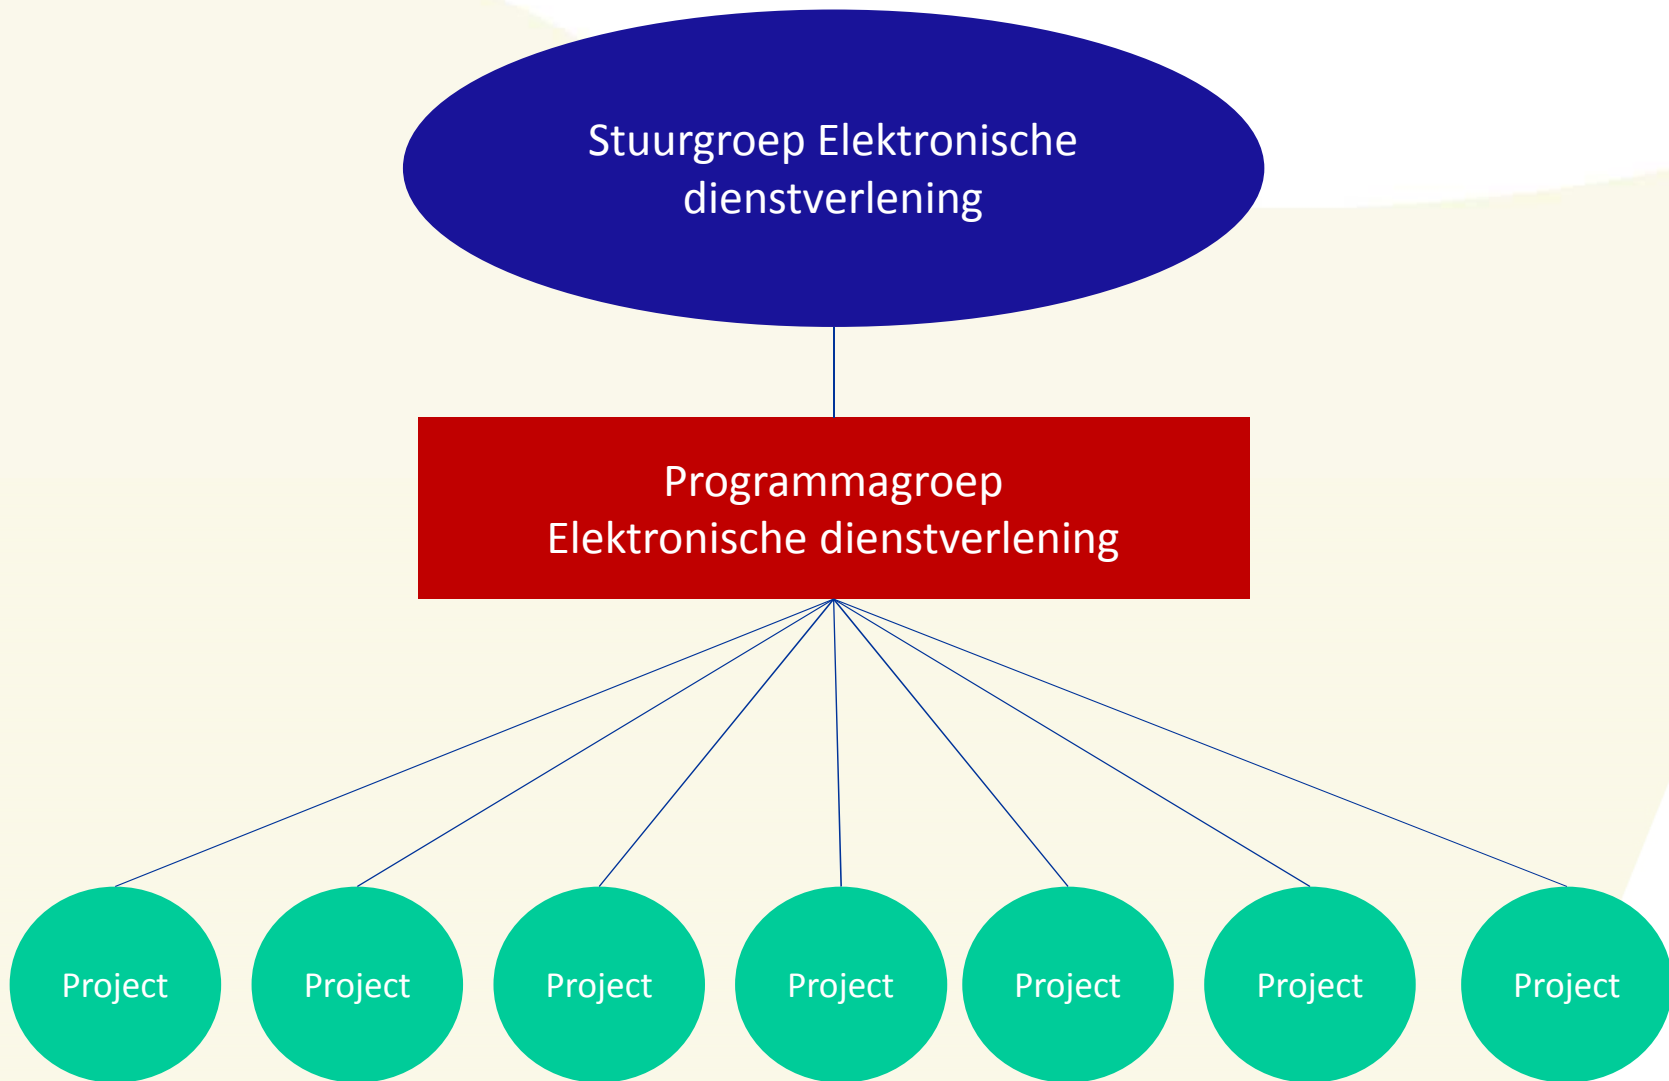 Stuurgroep Elektronische
dienstverlening
Programmagroep
Elektronische dienstverlening
Project
Project
Project
Project
Project
Project
Project